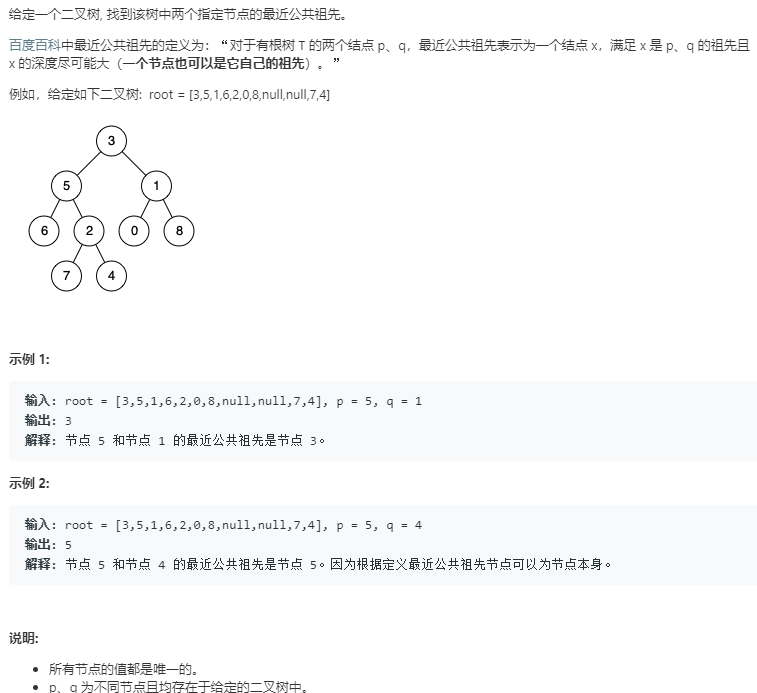 给定一个二叉树, 找到该树中两个指定节点的最近公共祖先。
百度百科中最近公共祖先的定义为：“对于有根树 T 的两个结点 p、q，最近公共祖先表示为一个结点 x，满足 x 是 p、q 的祖先且
x 的深度尽可能大（一个节点也可以是它自己的祖先）。”
例如，给定如下二叉树: root = [3,5,1,6,2,0,8,null,null,7,4]
3
5 1
6 2 0 8
7 4
示例 1:
输入: root = [3,5,1,6,2,0,8,null,null,7,4], p = 5, q = 1
输出: 3
解释: 节点 5 和节点 1 的最近公共祖先是节点 3。
示例 2:
输入: root = [3,5,1,6,2,0,8,null,null,7,4], p = 5, q = 4
输出: 5
解释: 节点 5 和节点 4 的最近公共祖先是节点 5。因为根据定义最近公共祖先节点可以为节点本身。
说明:
• 所有节点的值都是唯一的。
• p、q 为不同节点且均存在于给定的二叉树中。